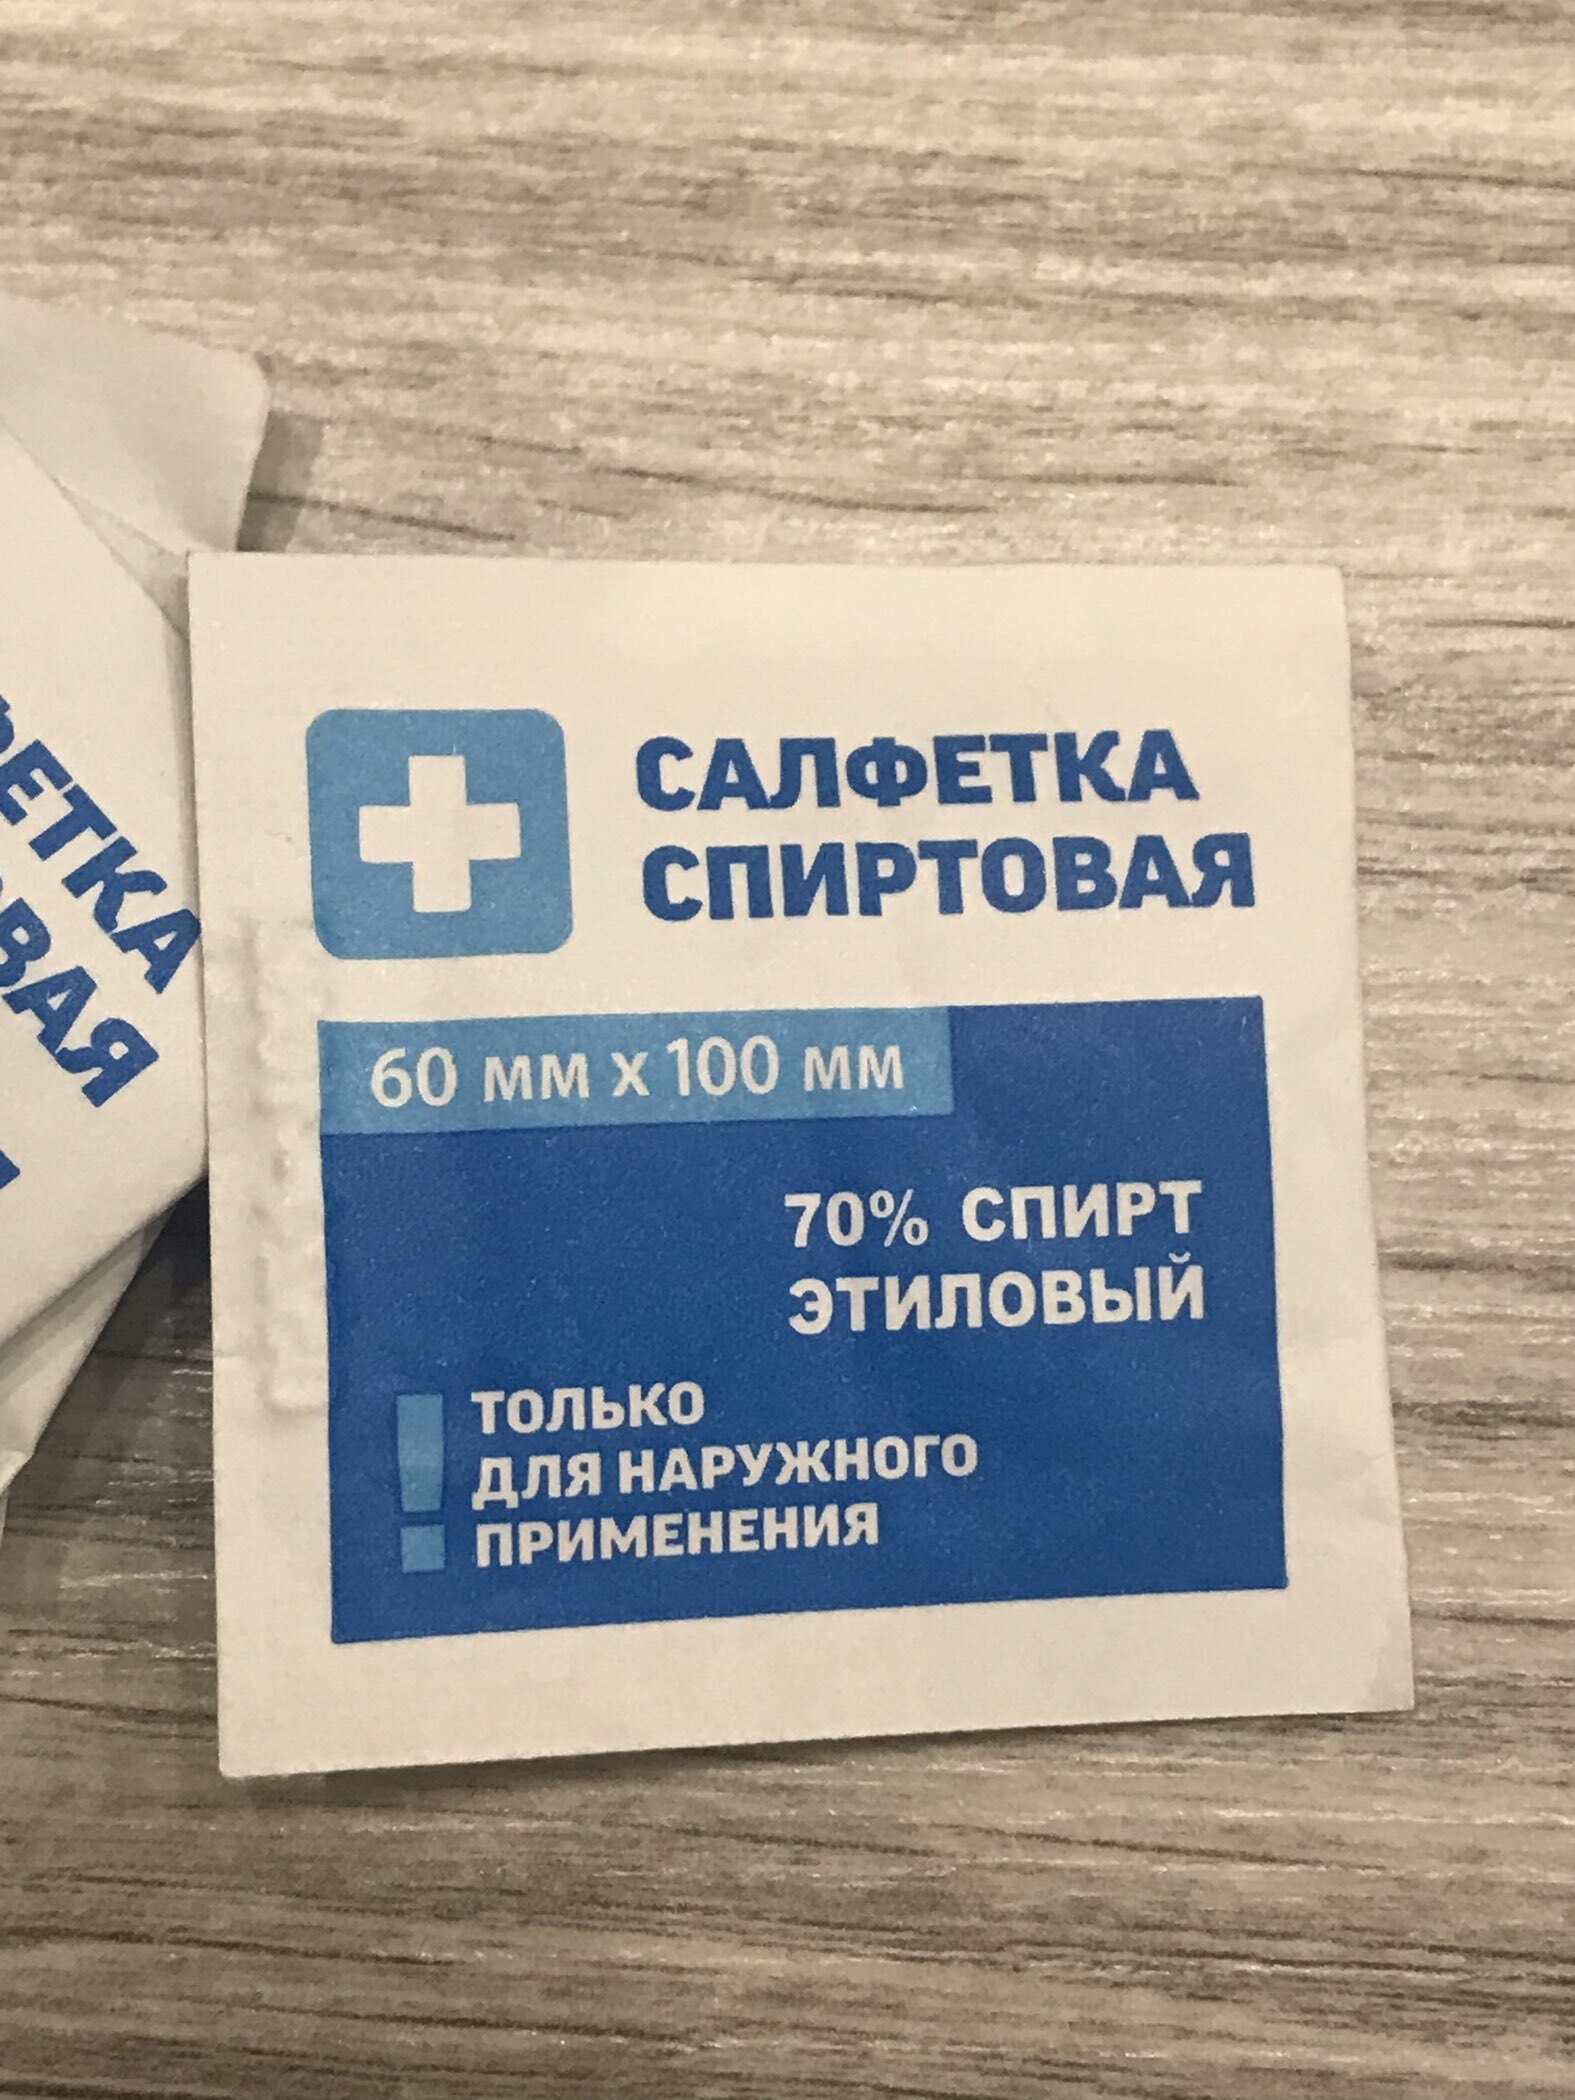 САЛФЕТКА
СПИРТОВАЯ
60 мм х 100 мм
70% СПИРТ
ЭТИЛОВЫЙ
ТОЛЬКО
ДЛЯ НАРУЖНОГО
ПРИМЕНЕНИЯ